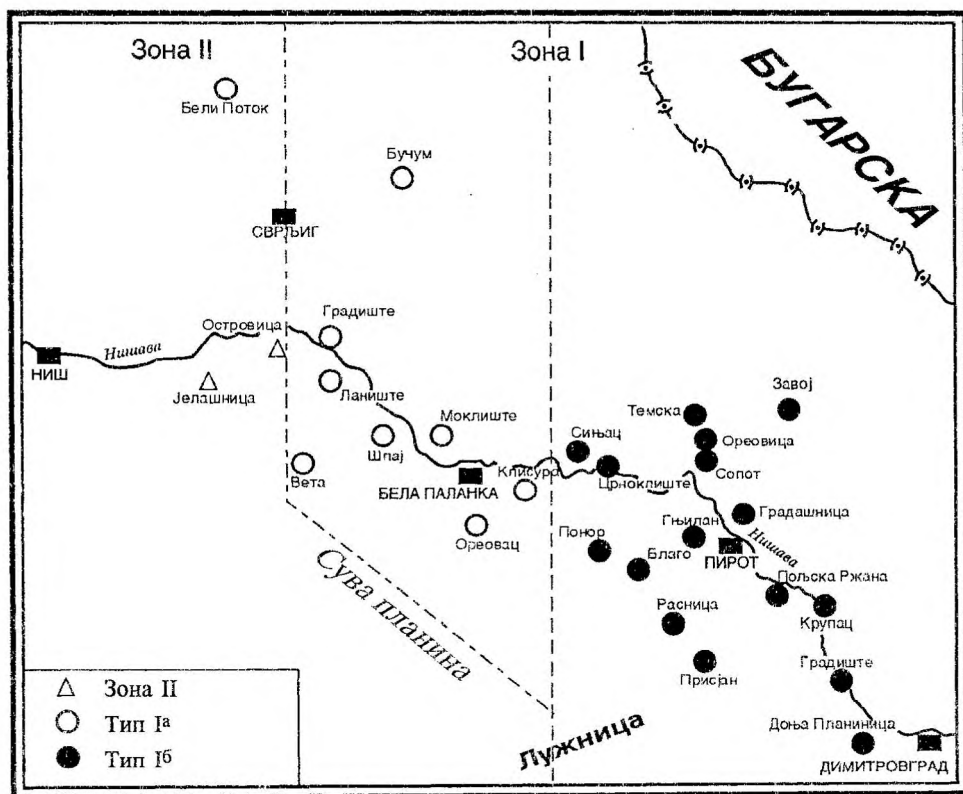 Зона II
Зона I
БУГАРСКА
Бели Поток
Бучум
СВРЉИГ
Островица
Градиште
Нишава
НИШ
Јелашница
Ланиште
Завој
Темска
Моклиште
Сињац
Ореовица
Шпај
Сопот
Вета
Клисура
БЕЛА ПАЛАНКА
Црноклиште
Градашница
Гњилан
Ореовац
Понор
Нишава
Благо
ПИРОТ
Пољска Ржана
Сува планина
Расница
Крупац
Градиште
Присјан
Лужница
Доња Планиница
ДИМИТРОВГРАД
Зона II
Тип Iа
Тип Iб